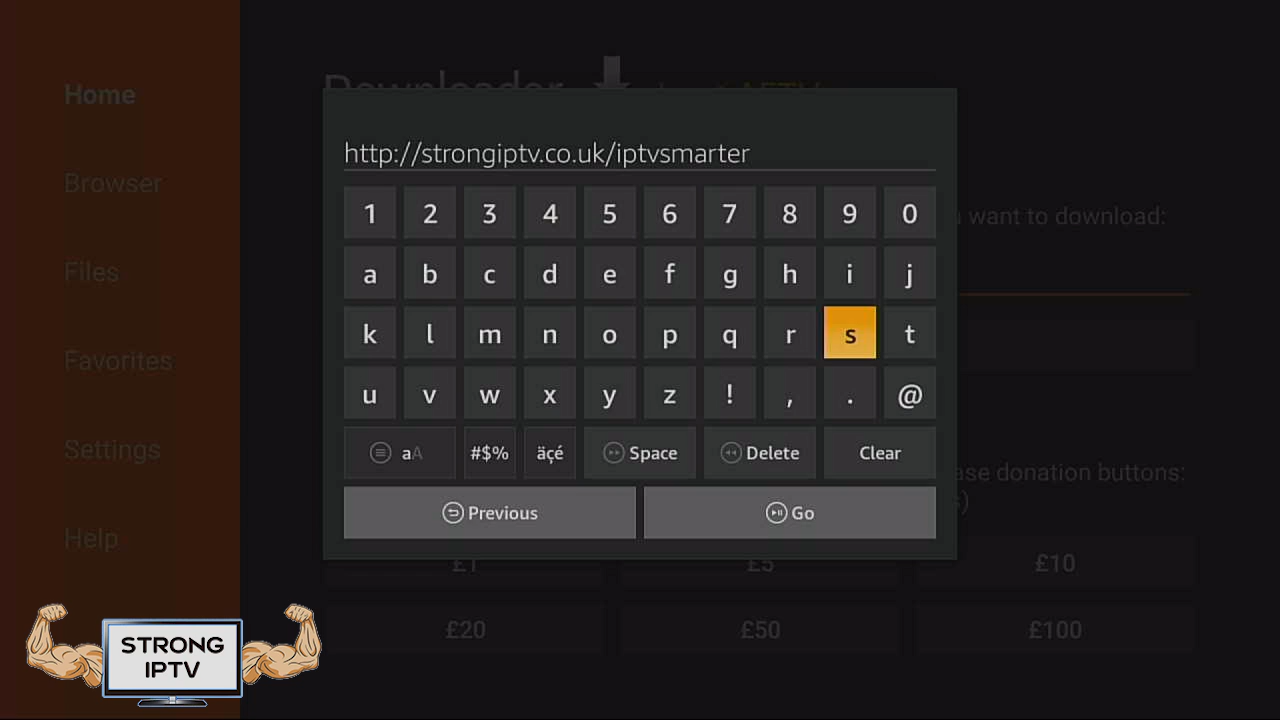 Home
Browser
Files
Favorites
Settings
Help
Downloader
http://strongiptv.co.uk/iptvsmarter
1 2 3 4 5 6 7 8 9 0
a b c d e f g h i j
k l m n o p q r s t
u v w x y z ! , . @
aA #$% äçé Space Delete Clear
Previous Go
want to download:
donation buttons:
£1 £5 £10
£20 £50 £100
STRONG
IPTV